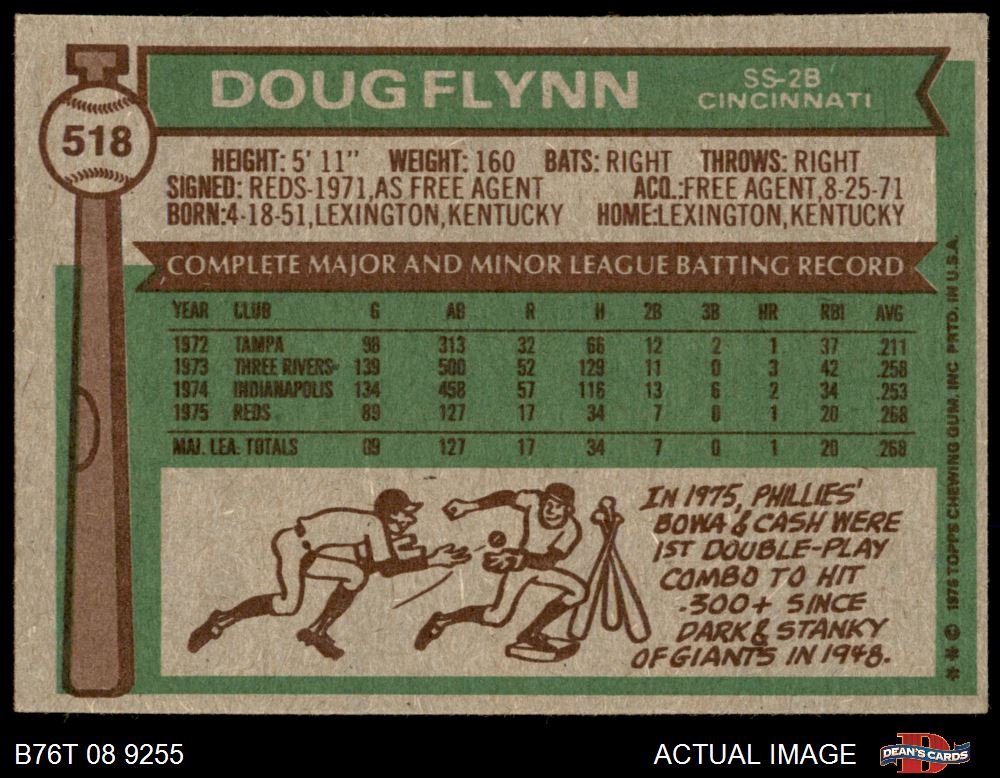 518
DOUG FLYNN
SS-2B
CINCINNATI
HEIGHT: 5' 11" WEIGHT: 160 BATS: RIGHT THROWS: RIGHT
SIGNED: REDS-1971,AS FREE AGENT ACQ.:FREE AGENT,8-25-71
BORN:4-18-51,LEXINGTON,KENTUCKY HOME:LEXINGTON,KENTUCKY
COMPLETE MAJOR AND MINOR LEAGUE BATTING RECORD
YEAR CLUB G AB R H 2B 3B HR RBI AVG
1972 TAMPA 98 313 32 66 12 2 1 37 .211
1973 THREE RIVERS 139 500 52 129 11 0 3 42 .258
1974 INDIANAPOLIS 134 458 57 116 13 6 2 34 .253
1975 REDS 89 127 17 34 7 0 1 20 .268
MAJ. LEA. TOTALS 89 127 17 34 7 0 1 20 .268
IN 1975, PHILLIES'
BOWA & CASH WERE
1ST DOUBLE-PLAY
COMBO TO HIT
.300+ SINCE
DARK & STANKY
OF GIANTS IN 1948.
** © 1976 TOPPS CHEWING GUM, INC PRTD. IN U.S.A.
B76T 08 9255
ACTUAL IMAGE
D
DEAN'S CARDS